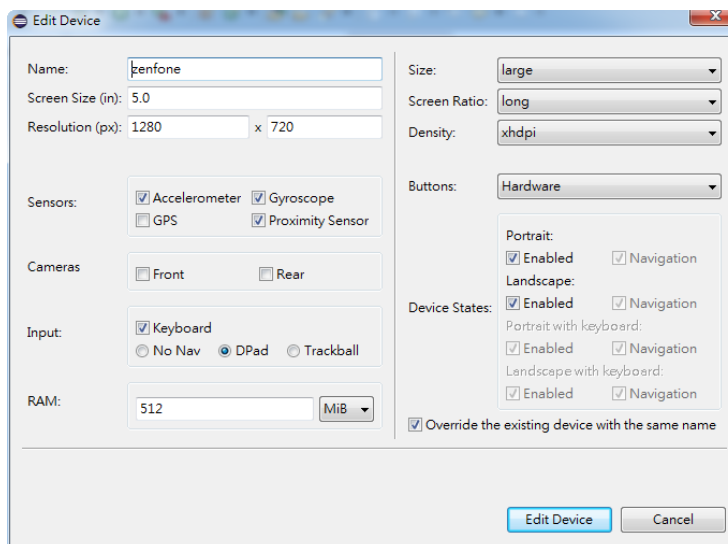 Edit Device
Name: zenfone
Screen Size (in): 5.0
Resolution (px): 1280 x 720
Sensors:
Accelerometer Gyroscope
GPS Proximity Sensor
Cameras
Front Rear
Input:
Keyboard
No Nav DPad Trackball
RAM:
512 MiB
Size: large
Screen Ratio: long
Density: xhdpi
Buttons: Hardware
Device States:
Portrait:
Enabled Navigation
Landscape:
Enabled Navigation
Portrait with keyboard:
Enabled Navigation
Landscape with keyboard:
Enabled Navigation
Override the existing device with the same name
Edit Device Cancel